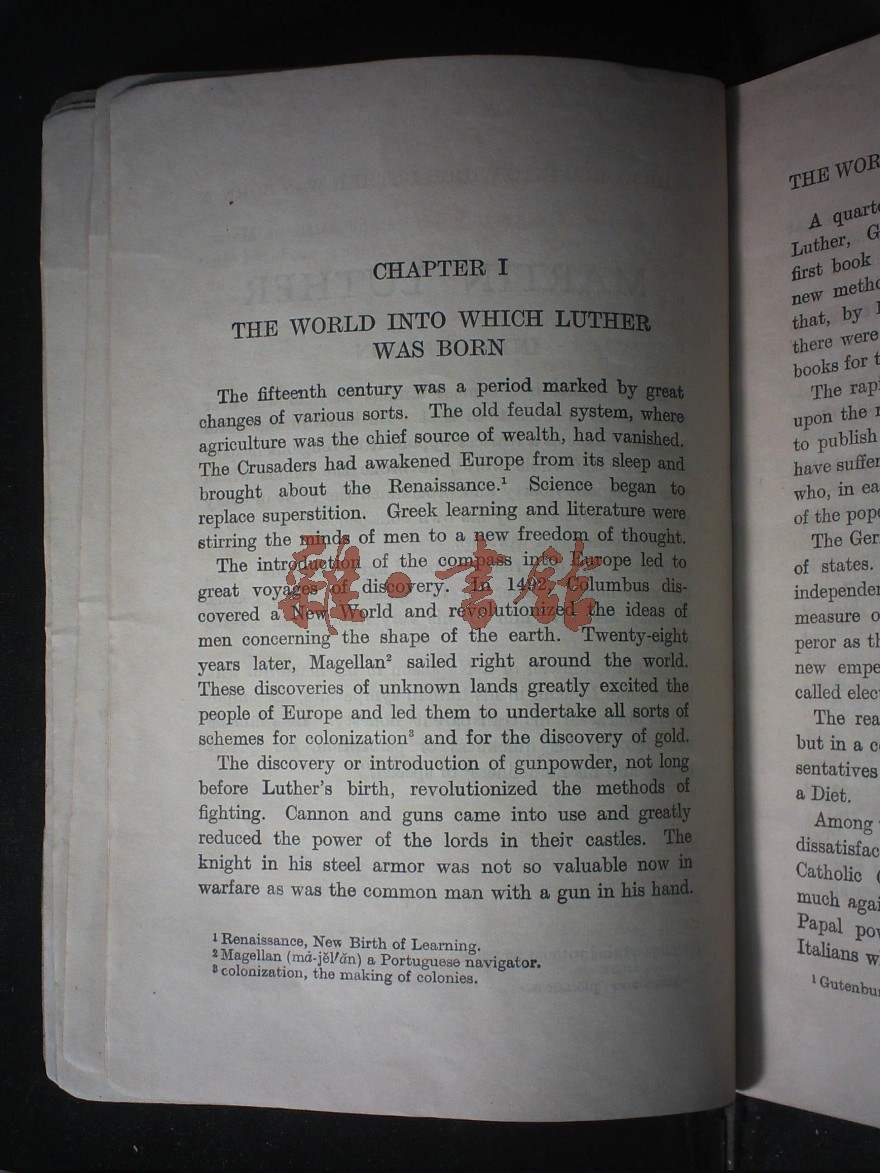 CHAPTER I
THE WORLD INTO WHICH LUTHER
WAS BORN
The fifteenth century was a period marked by great
changes of various sorts. The old feudal system, where
agriculture was the chief source of wealth, had vanished.
The Crusaders had awakened Europe from its sleep and
brought about the Renaissance.¹ Science began to
replace superstition. Greek learning and literature were
stirring the minds of men to a new freedom of thought.
The introduction of the compass into Europe led to
great voyages of discovery. In 1492, Columbus dis-
covered a New World and revolutionized the ideas of
men concerning the shape of the earth. Twenty-eight
years later, Magellan² sailed right around the world.
These discoveries of unknown lands greatly excited the
people of Europe and led them to undertake all sorts of
schemes for colonization³ and for the discovery of gold.
The discovery or introduction of gunpowder, not long
before Luther's birth, revolutionized the methods of
fighting. Cannon and guns came into use and greatly
reduced the power of the lords in their castles. The
knight in his steel armor was not so valuable now in
warfare as was the common man with a gun in his hand.
¹ Renaissance, New Birth of Learning.
² Magellan (má-jĕl′ăn) a Portuguese navigator.
³ colonization, the making of colonies.
雜·書館
THE WOR
A quart
Luther, G
first book
new metho
that, by
there were
books for t
The rapi
upon the
to publish
have suffer
who, in ea
of the pope
The Ger
of states.
independen
measure o
peror as th
new empe
called elec
The rea
but in a c
sentatives
a Diet.
Among
dissatisfac
Catholic (
much agai
Papal pov
Italians w
¹ Gutenbu